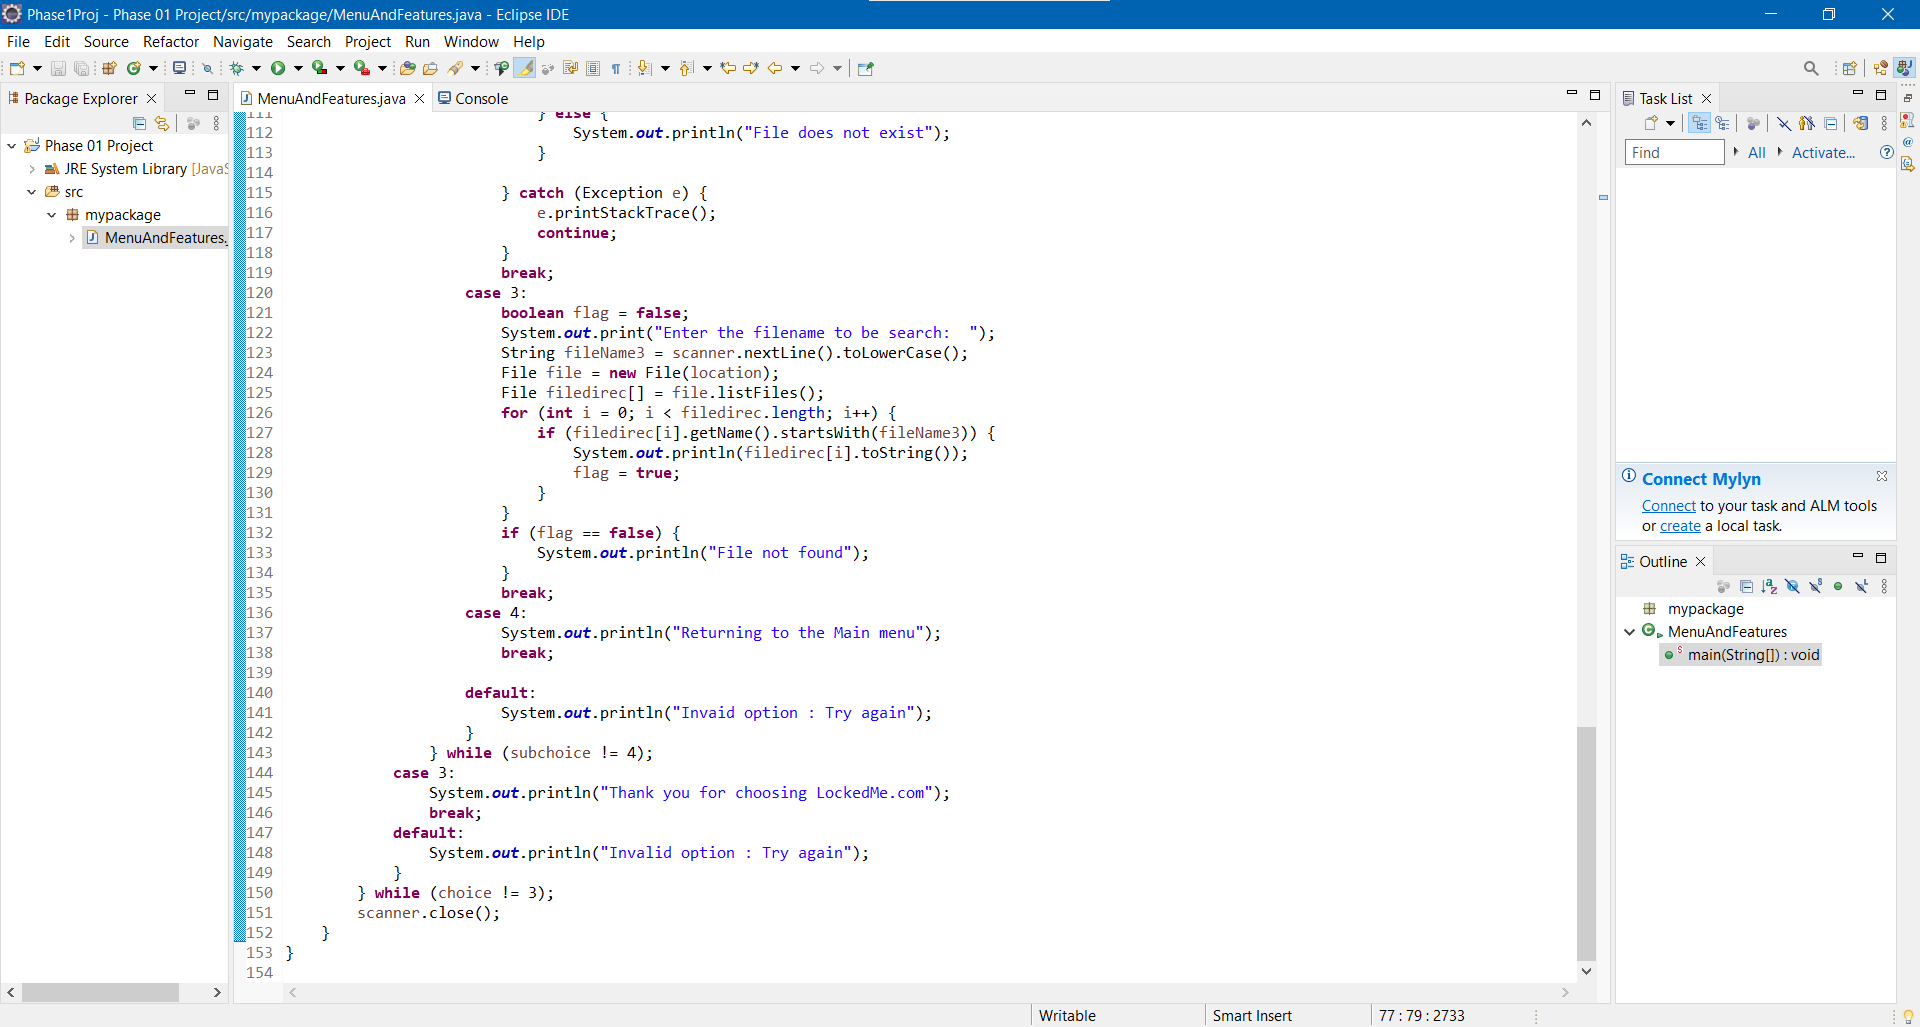 Phase1Proj - Phase 01 Project/src/mypackage/MenuAndFeatures.java - Eclipse IDE
File Edit Source Refactor Navigate Search Project Run Window Help
Package Explorer
Phase 01 Project
JRE System Library [JavaS
src
mypackage
MenuAndFeatures.
MenuAndFeatures.java
Console
111 } else {
112 System.out.println("File does not exist");
113 }
114
115 } catch (Exception e) {
116 e.printStackTrace();
117 continue;
118 }
119 break;
120 case 3:
121 boolean flag = false;
122 System.out.print("Enter the filename to be search:  ");
123 String fileName3 = scanner.nextLine().toLowerCase();
124 File file = new File(location);
125 File filedirec[] = file.listFiles();
126 for (int i = 0; i < filedirec.length; i++) {
127 if (filedirec[i].getName().startsWith(fileName3)) {
128 System.out.println(filedirec[i].toString());
129 flag = true;
130 }
131 }
132 if (flag == false) {
133 System.out.println("File not found");
134 }
135 break;
136 case 4:
137 System.out.println("Returning to the Main menu");
138 break;
139
140 default:
141 System.out.println("Invaid option : Try again");
142 }
143 } while (subchoice != 4);
144 case 3:
145 System.out.println("Thank you for choosing LockedMe.com");
146 break;
147 default:
148 System.out.println("Invalid option : Try again");
149 }
150 } while (choice != 3);
151 scanner.close();
152 }
153 }
154
Task List
Find All Activate...
Connect Mylyn
Connect to your task and ALM tools
or create a local task.
Outline
mypackage
MenuAndFeatures
main(String[]) : void
Writable Smart Insert 77 : 79 : 2733